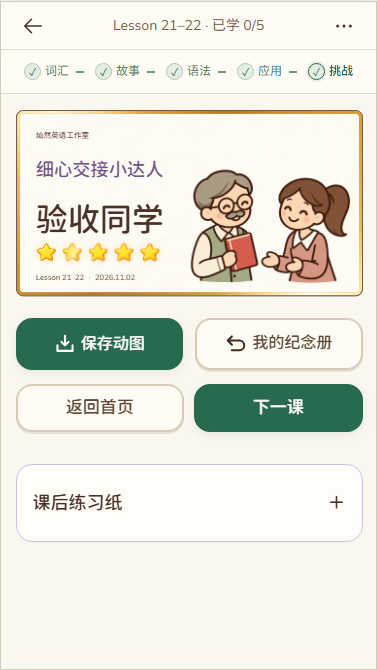 Lesson 21–22 · 已学 0/5
词汇 – 故事 – 语法 – 应用 – 挑战
灿然英语工作室
细心交接小达人
验收同学
Lesson 21–22 · 2026.11.02
保存动图
我的纪念册
返回首页
下一课
课后练习纸